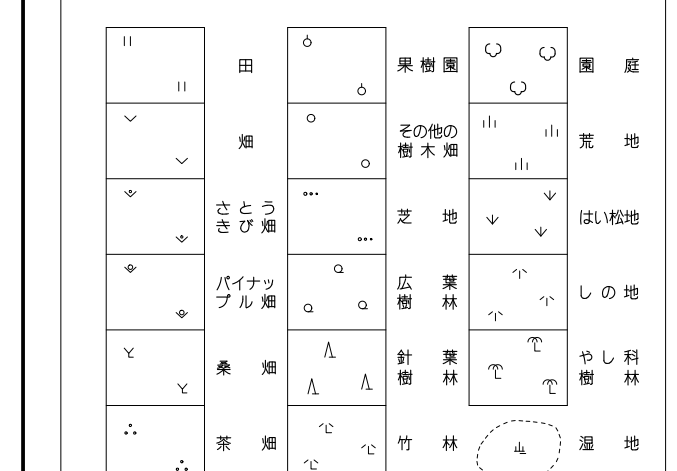 田
果樹園
園庭
畑
その他の
樹木畑
荒地
さとう
きび畑
芝地
はい松地
パイナッ
プル畑
広葉
樹林
しの地
桑畑
針葉
樹林
やし科
樹林
茶畑
竹林
湿地